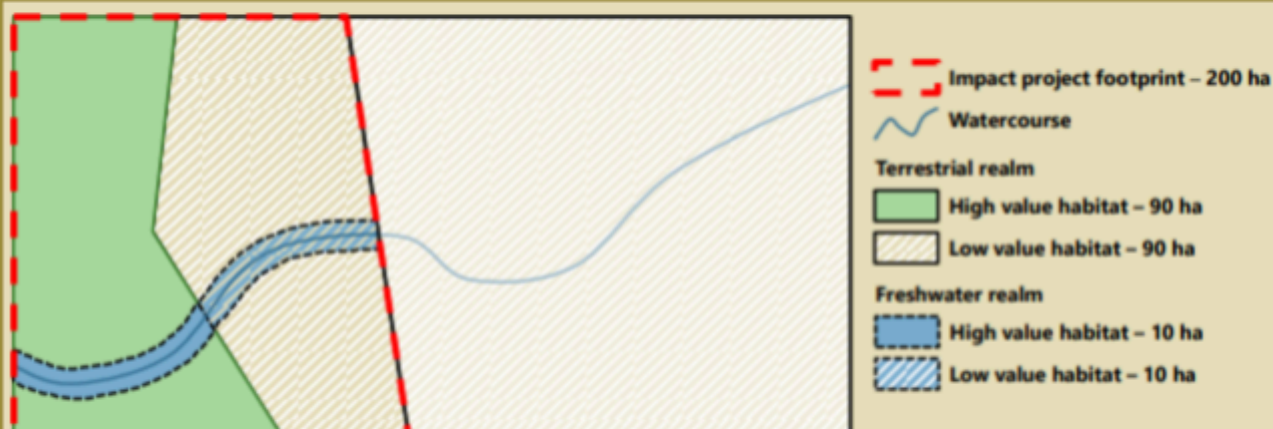 Impact project footprint – 200 ha
Watercourse
Terrestrial realm
High value habitat – 90 ha
Low value habitat – 90 ha
Freshwater realm
High value habitat – 10 ha
Low value habitat – 10 ha